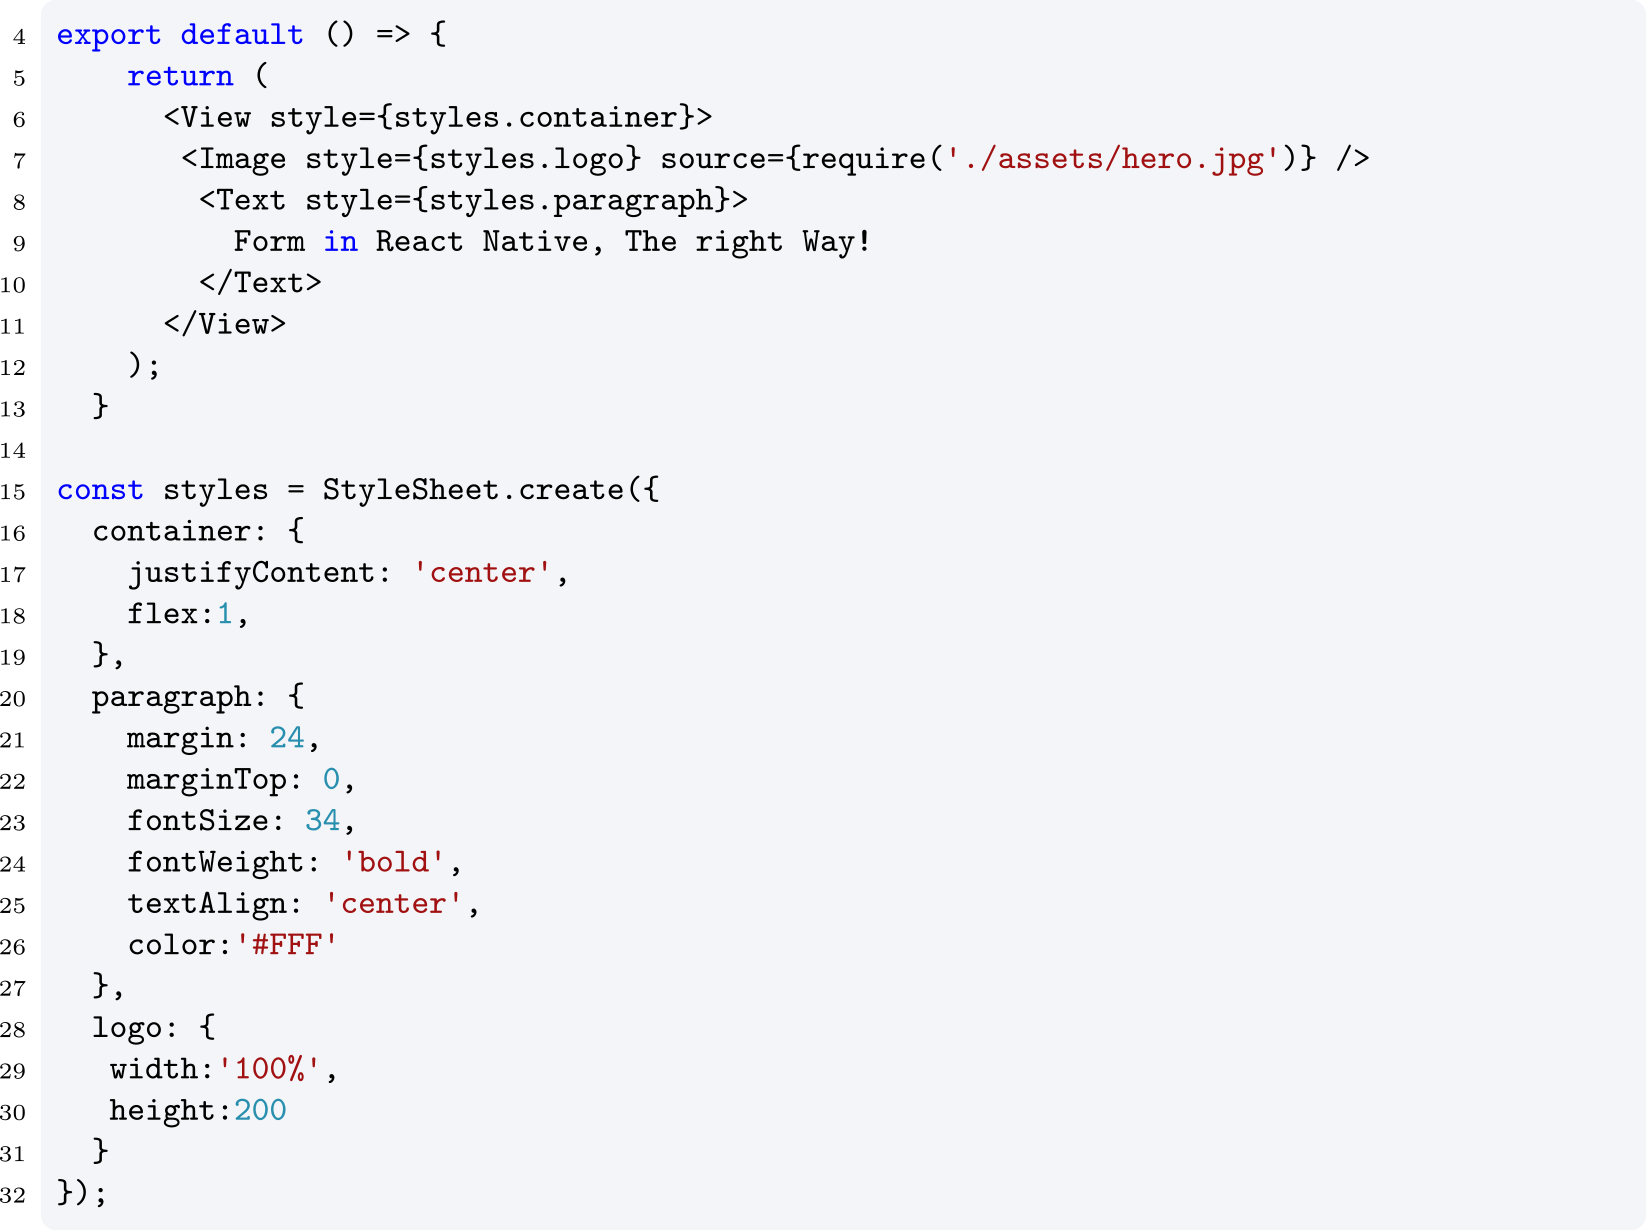 4 export default () => {
5     return (
6       <View style={styles.container}>
7        <Image style={styles.logo} source={require('./assets/hero.jpg')} />
8         <Text style={styles.paragraph}>
9           Form in React Native, The right Way!
10         </Text>
11       </View>
12     );
13   }
14
15 const styles = StyleSheet.create({
16   container: {
17     justifyContent: 'center',
18     flex:1,
19   },
20   paragraph: {
21     margin: 24,
22     marginTop: 0,
23     fontSize: 34,
24     fontWeight: 'bold',
25     textAlign: 'center',
26     color:'#FFF'
27   },
28   logo: {
29    width:'100%',
30    height:200
31   }
32 });